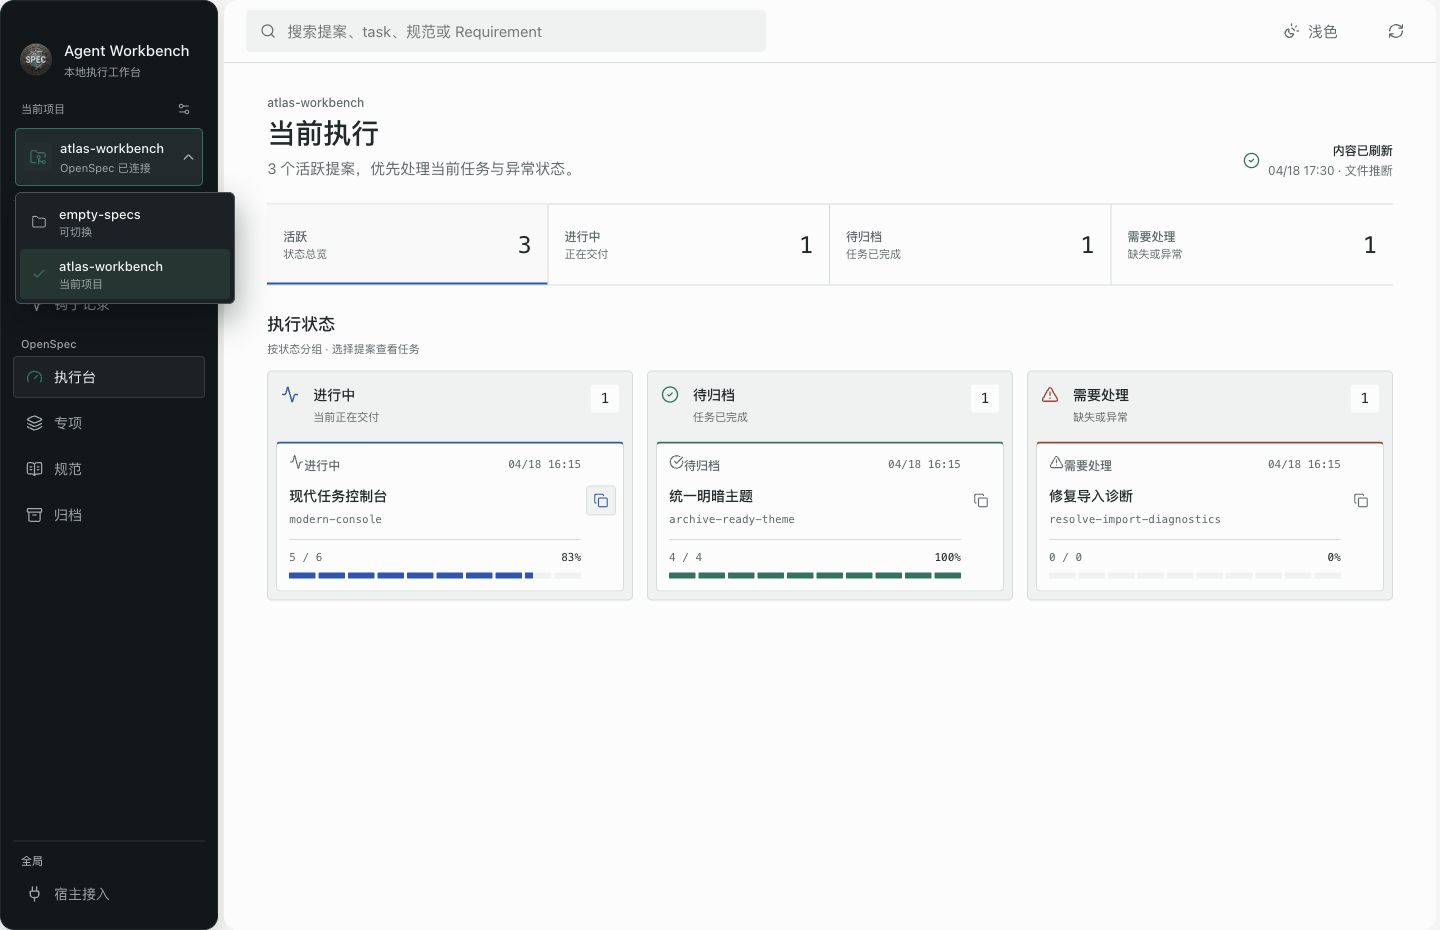 SPEC
Agent Workbench
本地执行工作台
当前项目
atlas-workbench
OpenSpec 已连接
empty-specs
可切换
atlas-workbench
当前项目
钩子记录
OpenSpec
执行台
专项
规范
归档
全局
宿主接入
搜索提案、task、规范或 Requirement
浅色
atlas-workbench
当前执行
3 个活跃提案，优先处理当前任务与异常状态。
内容已刷新
04/18 17:30 · 文件推断
活跃
状态总览
3
进行中
正在交付
1
待归档
任务已完成
1
需要处理
缺失或异常
1
执行状态
按状态分组 · 选择提案查看任务
进行中
当前正在交付
1
进行中 04/18 16:15
现代任务控制台
modern-console
5 / 6 83%
待归档
任务已完成
1
待归档 04/18 16:15
统一明暗主题
archive-ready-theme
4 / 4 100%
需要处理
缺失或异常
1
需要处理 04/18 16:15
修复导入诊断
resolve-import-diagnostics
0 / 0 0%